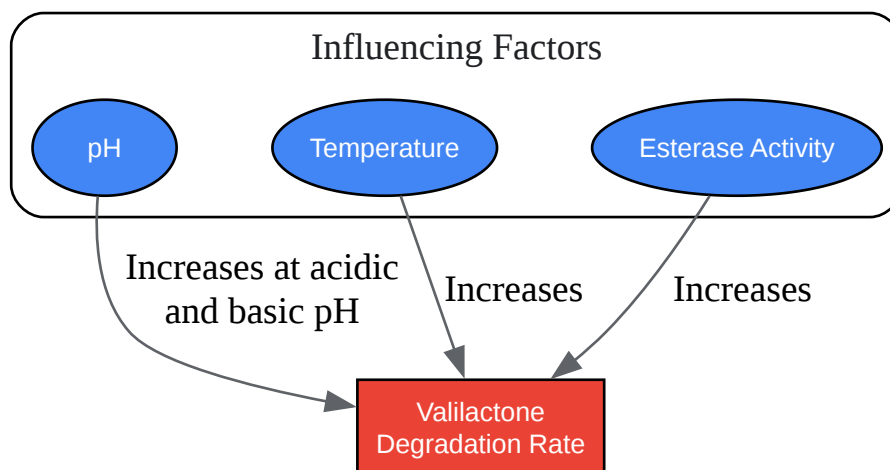 Influencing Factors
pH
Temperature
Esterase Activity
Increases at acidic
and basic pH
Increases
Increases
Valilactone
Degradation Rate